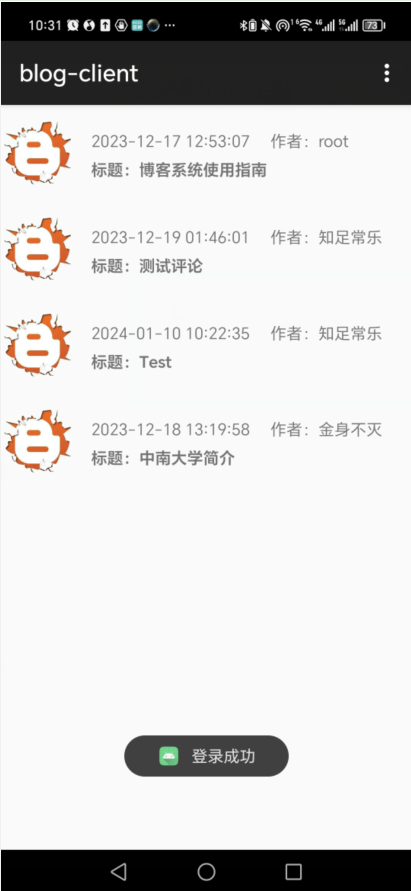 10:31 16 4G 5G 73
blog-client
2023-12-17 12:53:07 作者：root
标题：博客系统使用指南
2023-12-19 01:46:01 作者：知足常乐
标题：测试评论
2024-01-10 10:22:35 作者：知足常乐
标题：Test
2023-12-18 13:19:58 作者：金身不灭
标题：中南大学简介
登录成功